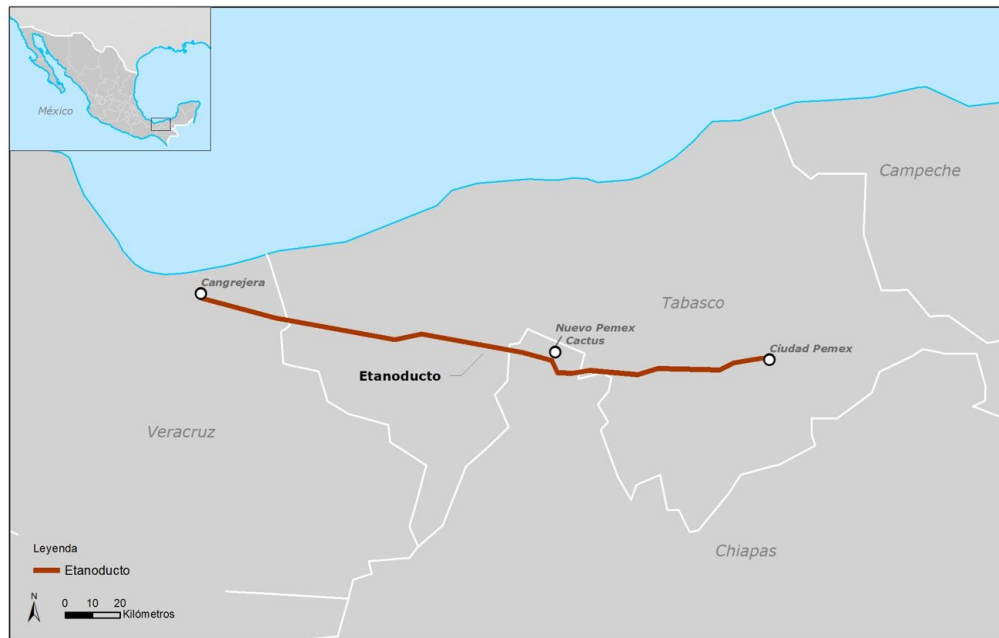 México
Campeche
Cangrejera
Tabasco
Nuevo Pemex
/ Cactus
Ciudad Pemex
Etanoducto
Veracruz
Chiapas
Leyenda
Etanoducto
N
0 10 20
Kilómetros